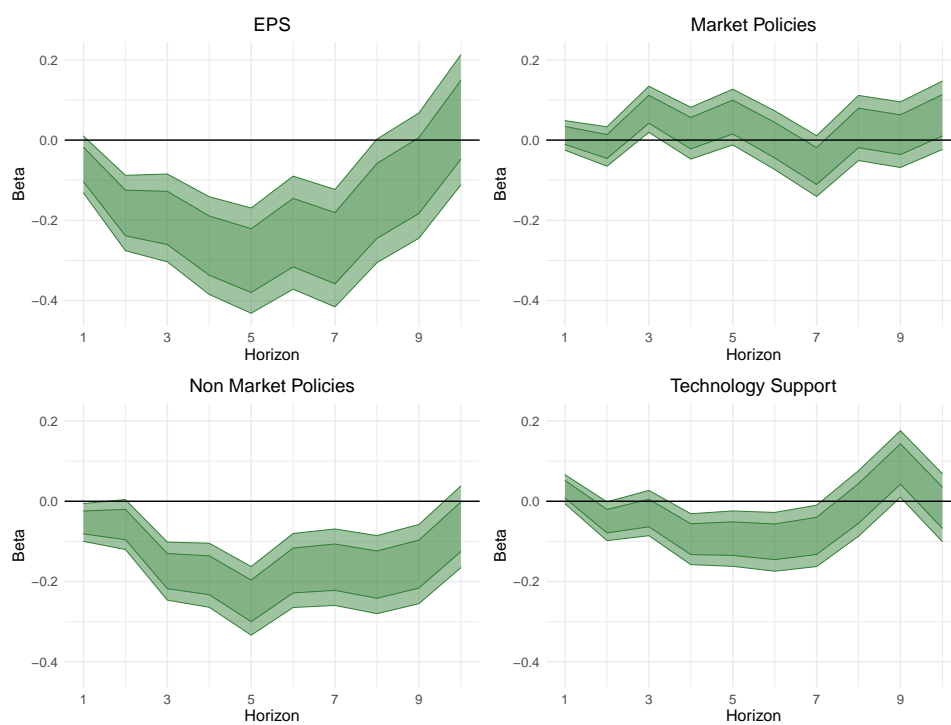 EPS
0.2
0.0
−0.2
−0.4
Beta
1 3 5 7 9
Horizon
Market Policies
0.2
0.0
−0.2
−0.4
Beta
1 3 5 7 9
Horizon
Non Market Policies
0.2
0.0
−0.2
−0.4
Beta
1 3 5 7 9
Horizon
Technology Support
0.2
0.0
−0.2
−0.4
Beta
1 3 5 7 9
Horizon